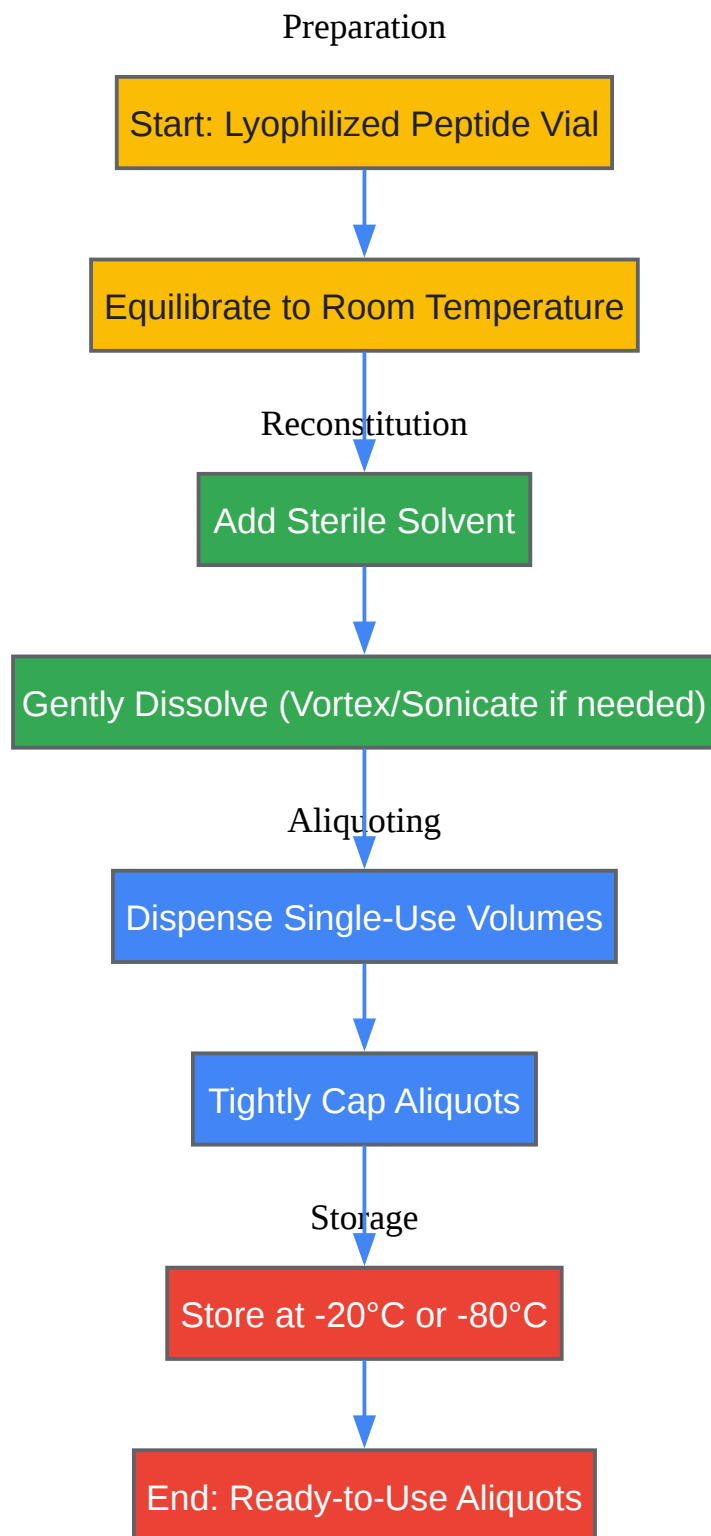 Preparation
Start: Lyophilized Peptide Vial
Equilibrate to Room Temperature
Reconstitution
Add Sterile Solvent
Gently Dissolve (Vortex/Sonicate if needed)
Aliquoting
Dispense Single-Use Volumes
Tightly Cap Aliquots
Storage
Store at -20°C or -80°C
End: Ready-to-Use Aliquots